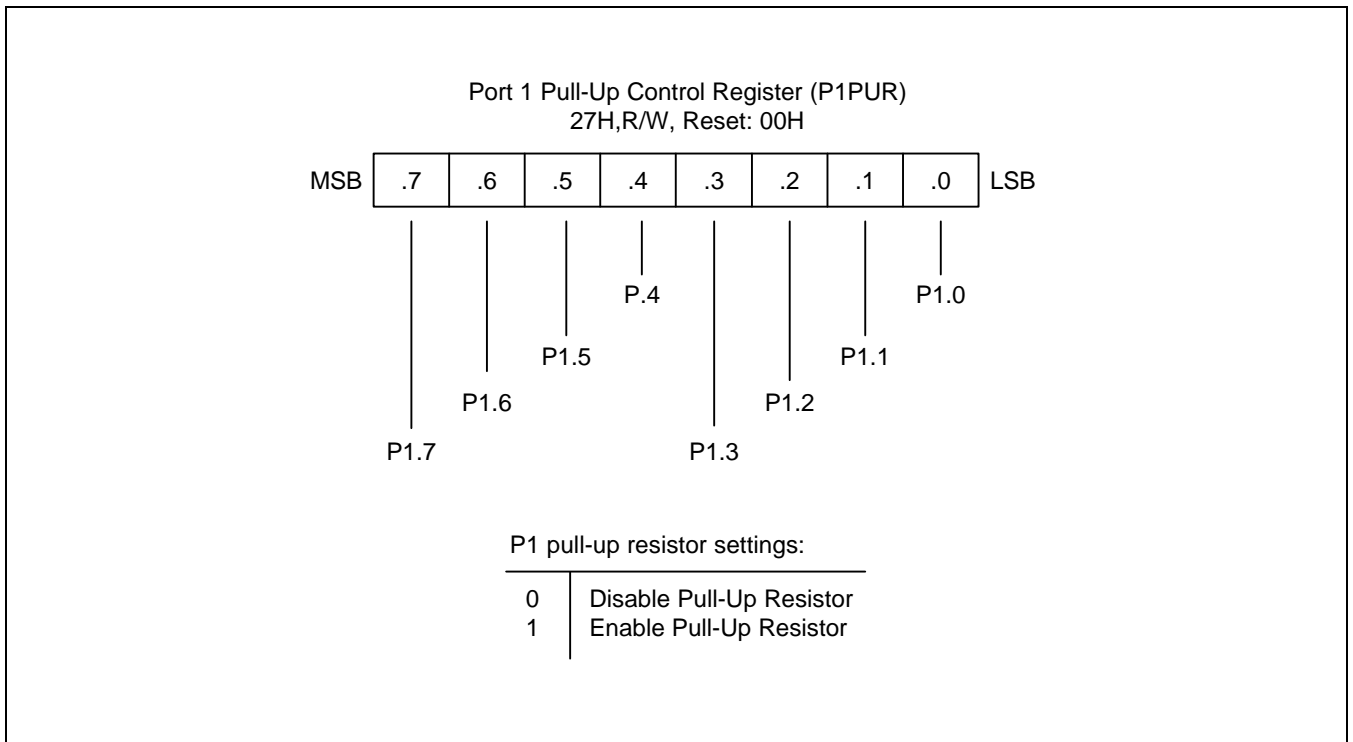 Port 1 Pull-Up Control Register (P1PUR)
27H,R/W, Reset: 00H
MSB .7 .6 .5 .4 .3 .2 .1 .0 LSB
P.4 P1.0
P1.5 P1.1
P1.6 P1.2
P1.7 P1.3
P1 pull-up resistor settings:
0 Disable Pull-Up Resistor
1 Enable Pull-Up Resistor